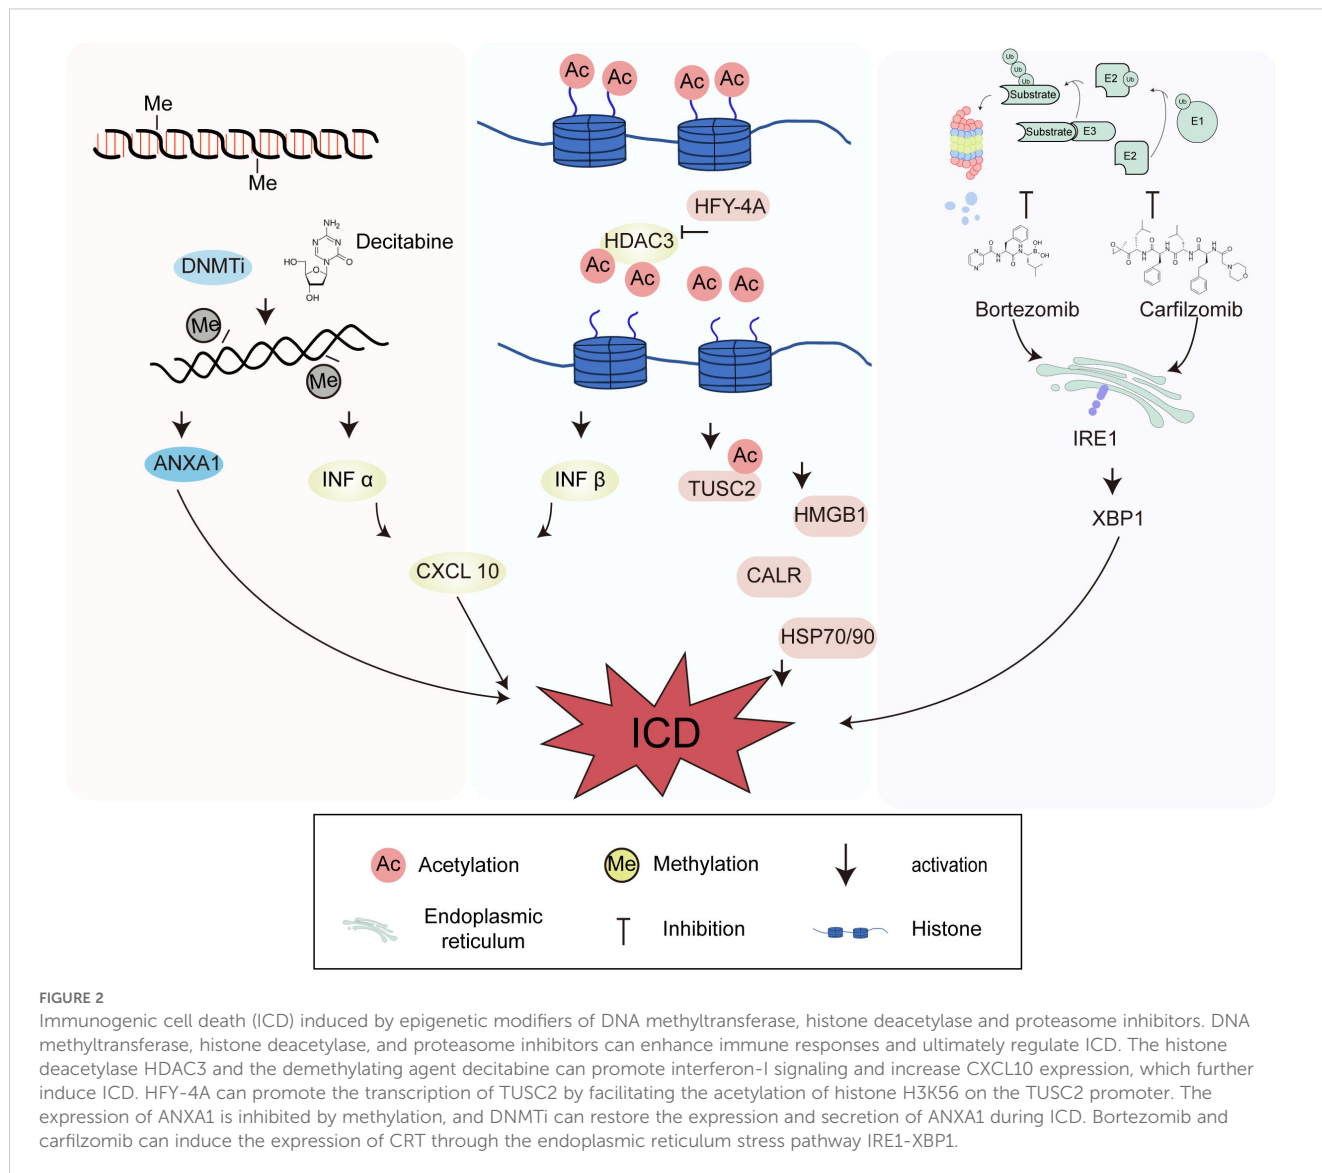 Me
Me
DNMTi
NH₂
N
N
N
O
HO
O
OH
Decitabine
Me
Me
ANXA1
INF α
Ac
Ac
Ac
Ac
HFY-4A
HDAC3
Ac
Ac
Ac
Ac
INF β
Ac
TUSC2
HMGB1
CXCL 10
CALR
HSP70/90
ICD
Ub
Ub
Ub
Substrate
E2
Ub
Ub
E1
Substrate
E3
E2
Bortezomib
Carfilzomib
IRE1
XBP1
Ac Acetylation
Me Methylation
activation
Endoplasmic
reticulum
Inhibition
Histone
FIGURE 2
Immunogenic cell death (ICD) induced by epigenetic modifiers of DNA methyltransferase, histone deacetylase and proteasome inhibitors. DNA
methyltransferase, histone deacetylase, and proteasome inhibitors can enhance immune responses and ultimately regulate ICD. The histone
deacetylase HDAC3 and the demethylating agent decitabine can promote interferon-I signaling and increase CXCL10 expression, which further
induce ICD. HFY-4A can promote the transcription of TUSC2 by facilitating the acetylation of histone H3K56 on the TUSC2 promoter. The
expression of ANXA1 is inhibited by methylation, and DNMTi can restore the expression and secretion of ANXA1 during ICD. Bortezomib and
carfilzomib can induce the expression of CRT through the endoplasmic reticulum stress pathway IRE1-XBP1.